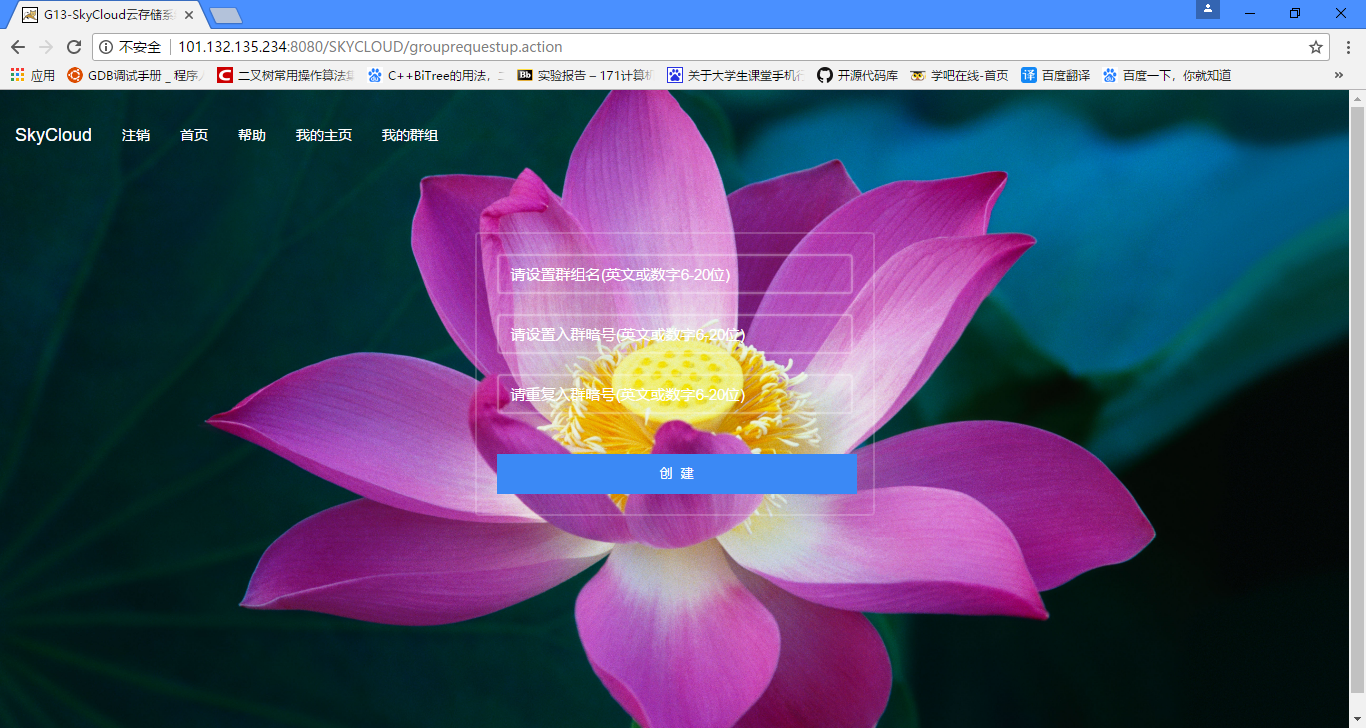 G13-SkyCloud云存储系
不安全 101.132.135.234:8080/SKYCLOUD/grouprequestup.action
应用 GDB调试手册 _ 程序 C 二叉树常用操作算法集 C++BiTree的用法，二 Bb 实验报告 – 171计算机 关于大学生课堂手机行 开源代码库 学吧在线-首页 译 百度翻译 百度一下，你就知道 »
SkyCloud 注销 首页 帮助 我的主页 我的群组
请设置群组名(英文或数字6-20位)
请设置入群暗号(英文或数字6-20位)
请重复入群暗号(英文或数字6-20位)
创 建